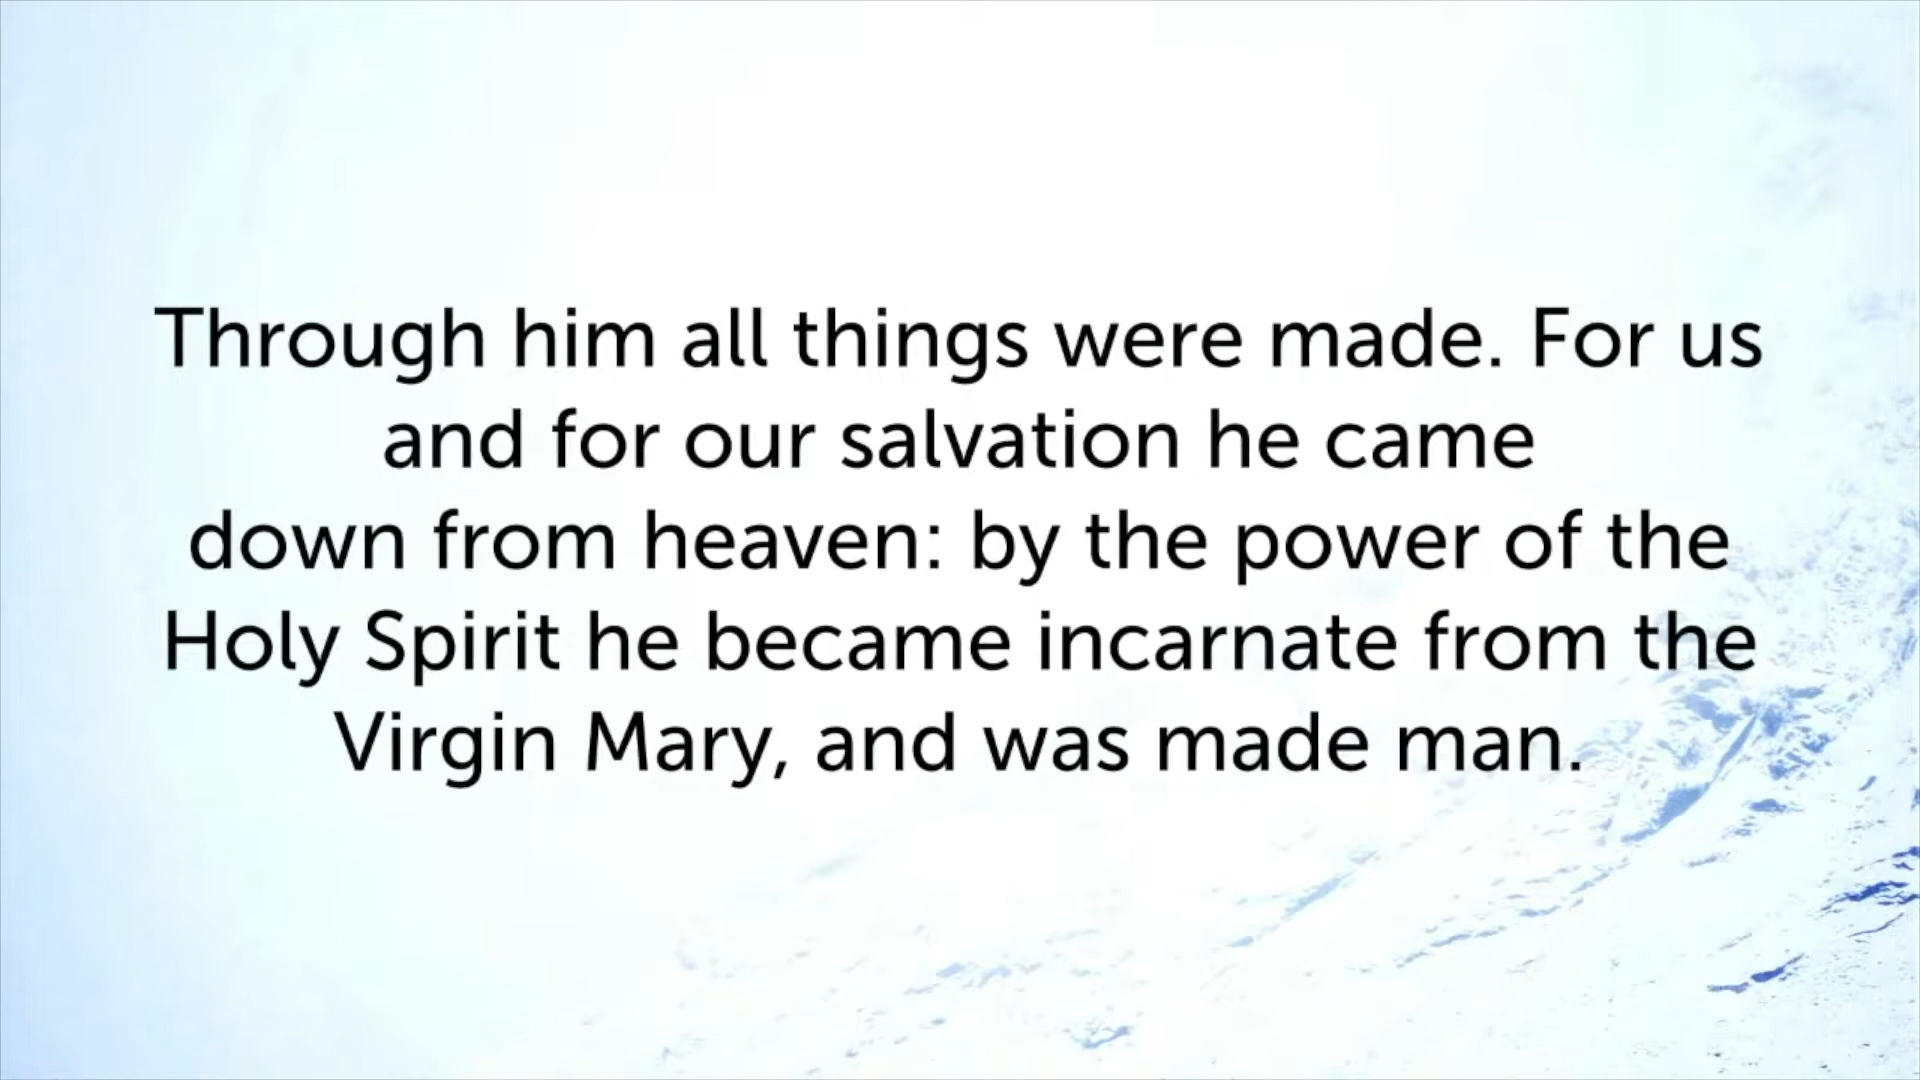 Through him all things were made. For us
and for our salvation he came
down from heaven: by the power of the
Holy Spirit he became incarnate from the
Virgin Mary, and was made man.